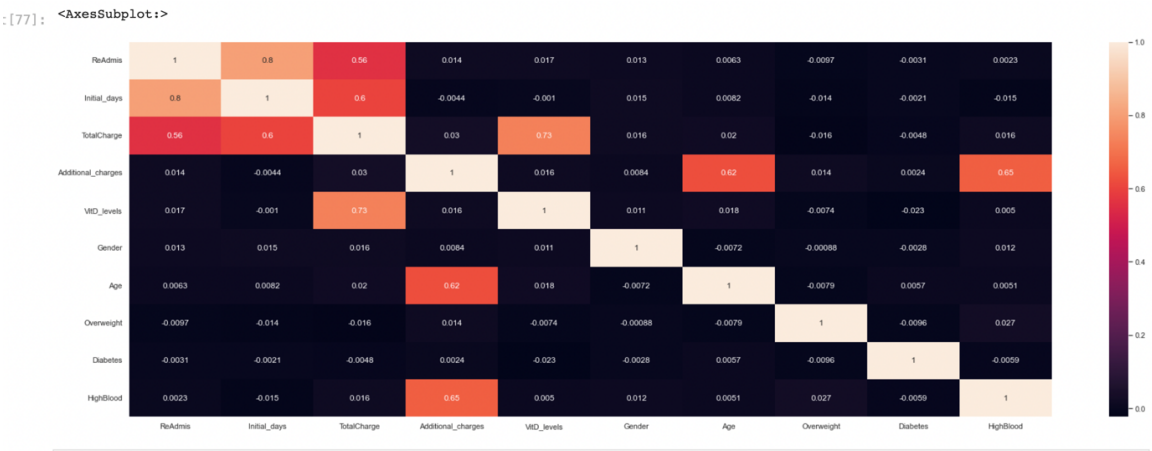 :[77]: <AxesSubplot:>
ReAdmis 1 0.8 0.56 0.014 0.017 0.013 0.0063 -0.0097 -0.0031 0.0023
Initial_days 0.8 1 0.6 -0.0044 -0.001 0.015 0.0082 -0.014 -0.0021 -0.015
TotalCharge 0.56 0.6 1 0.03 0.73 0.016 0.02 -0.016 -0.0048 0.016
Additional_charges 0.014 -0.0044 0.03 1 0.016 0.0084 0.62 0.014 0.0024 0.65
VitD_levels 0.017 -0.001 0.73 0.016 1 0.011 0.018 -0.0074 -0.023 0.005
Gender 0.013 0.015 0.016 0.0084 0.011 1 -0.0072 -0.00088 -0.0028 0.012
Age 0.0063 0.0082 0.02 0.62 0.018 -0.0072 1 -0.0079 0.0057 0.0051
Overweight -0.0097 -0.014 -0.016 0.014 -0.0074 -0.00088 -0.0079 1 -0.0096 0.027
Diabetes -0.0031 -0.0021 -0.0048 0.0024 -0.023 -0.0028 0.0057 -0.0096 1 -0.0059
HighBlood 0.0023 -0.015 0.016 0.65 0.005 0.012 0.0051 0.027 -0.0059 1
ReAdmis Initial_days TotalCharge Additional_charges VitD_levels Gender Age Overweight Diabetes HighBlood
1.0
0.8
0.6
0.4
0.2
0.0